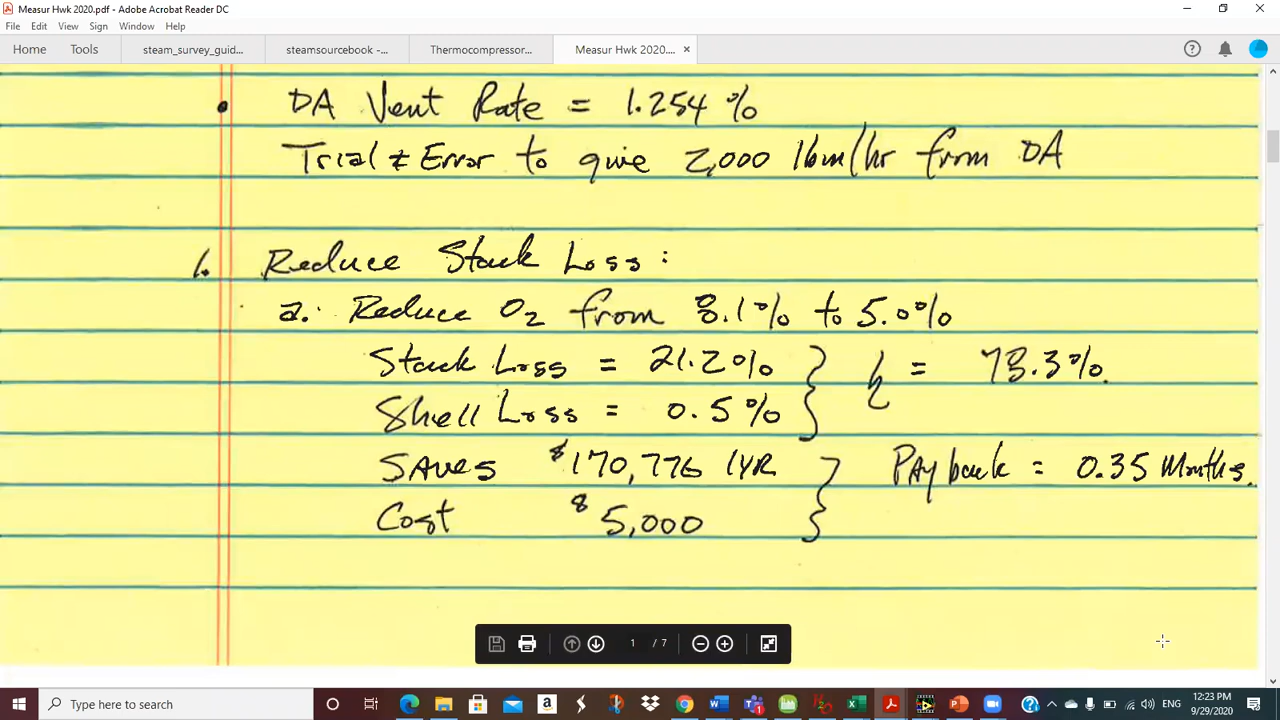 Measur Hwk 2020.pdf - Adobe Acrobat Reader DC
File Edit View Sign Window Help
Home Tools steam_survey_guid... steamsourcebook -... Thermocompressor... Measur Hwk 2020....
• DA Vent Rate = 1.254 %
Trial & Error to give 2,000 lbm/hr from DA
1. Reduce Stack Loss :
a. Reduce O2 from 8.1% to 5.0%
Stack Loss = 21.2% } η = 78.3%.
Shell Loss = 0.5%
SAVES $170,776 /YR } PAyback = 0.35 Months.
Cost $5,000
1 / 7
Type here to search
ENG
12:23 PM
9/29/2020